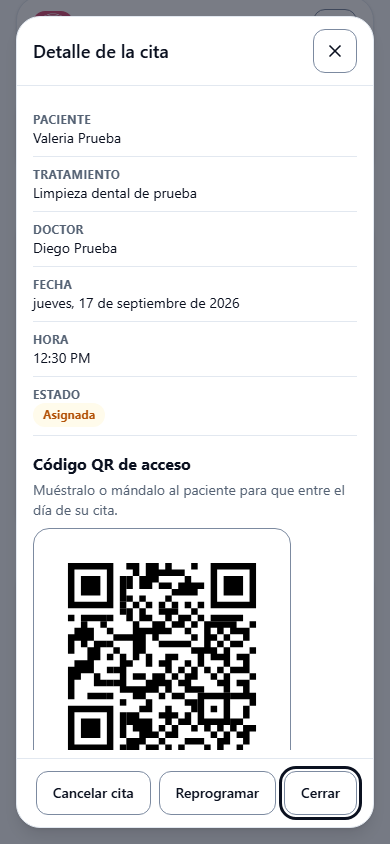 Detalle de la cita
PACIENTE
Valeria Prueba
TRATAMIENTO
Limpieza dental de prueba
DOCTOR
Diego Prueba
FECHA
jueves, 17 de septiembre de 2026
HORA
12:30 PM
ESTADO
Asignada
Código QR de acceso
Muéstralo o mándalo al paciente para que entre el
día de su cita.
Cancelar cita
Reprogramar
Cerrar